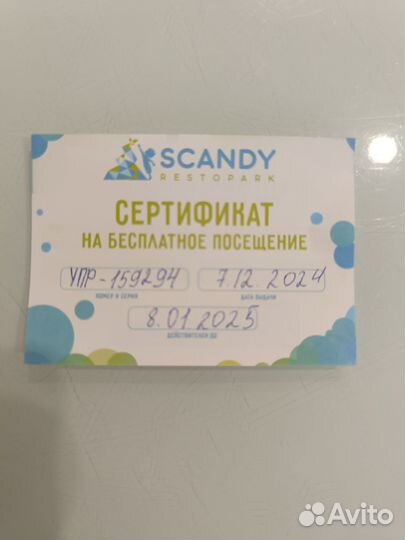 SCANDY
RESTOPARK
СЕРТИФИКАТ
НА БЕСПЛАТНОЕ ПОСЕЩЕНИЕ
УПР-159294 7.12.2024
НОМЕР И СЕРИЯ ДАТА ВЫДАЧИ
8.01.2025
ДЕЙСТВИТЕЛЕН ДО
Avito